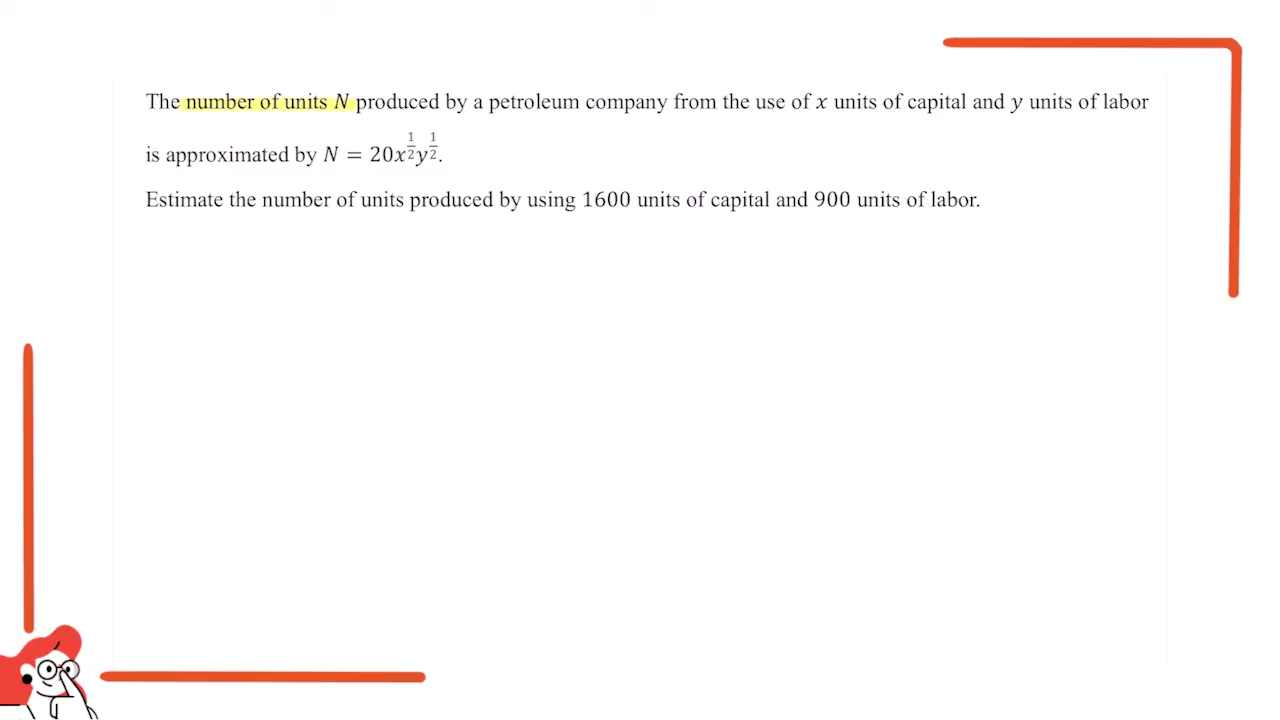 The number of units N produced by a petroleum company from the use of x units of capital and y units of labor
is approximated by N = 20x^{1/2}y^{1/2}.
Estimate the number of units produced by using 1600 units of capital and 900 units of labor.